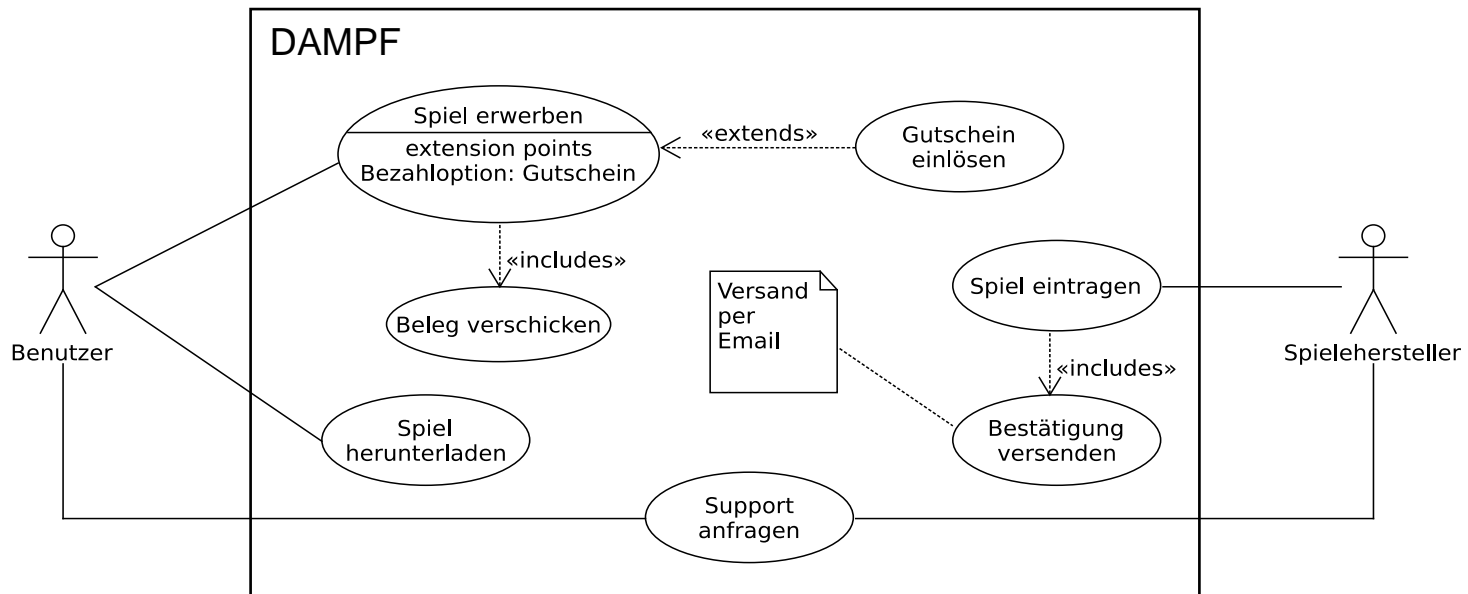 DAMPF
Spiel erwerben
extension points
Bezahloption: Gutschein
«extends»
Gutschein
einlösen
«includes»
Beleg verschicken
Versand
per
Email
Spiel eintragen
«includes»
Benutzer
Spielehersteller
Spiel
herunterladen
Bestätigung
versenden
Support
anfragen